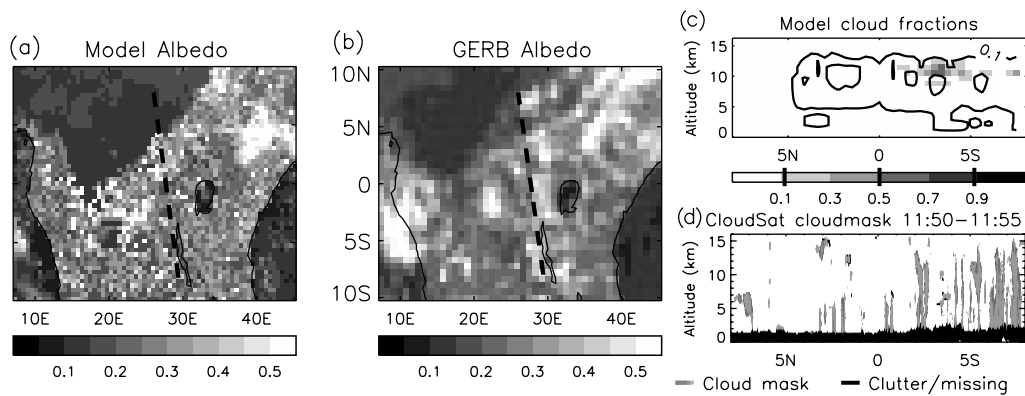 (a)
Model Albedo
10E 20E 30E 40E
0.1 0.2 0.3 0.4 0.5
(b)
GERB Albedo
10N
5N
0
5S
10S
10E 20E 30E 40E
0.1 0.2 0.3 0.4 0.5
(c)
Model cloud fractions
Altitude (km)
15
10
5
0
0.1
5N 0 5S
0.1 0.3 0.5 0.7 0.9
(d)
CloudSat cloudmask 11:50−11:55
Altitude (km)
15
10
5
0
5N 0 5S
Cloud mask
Clutter/missing